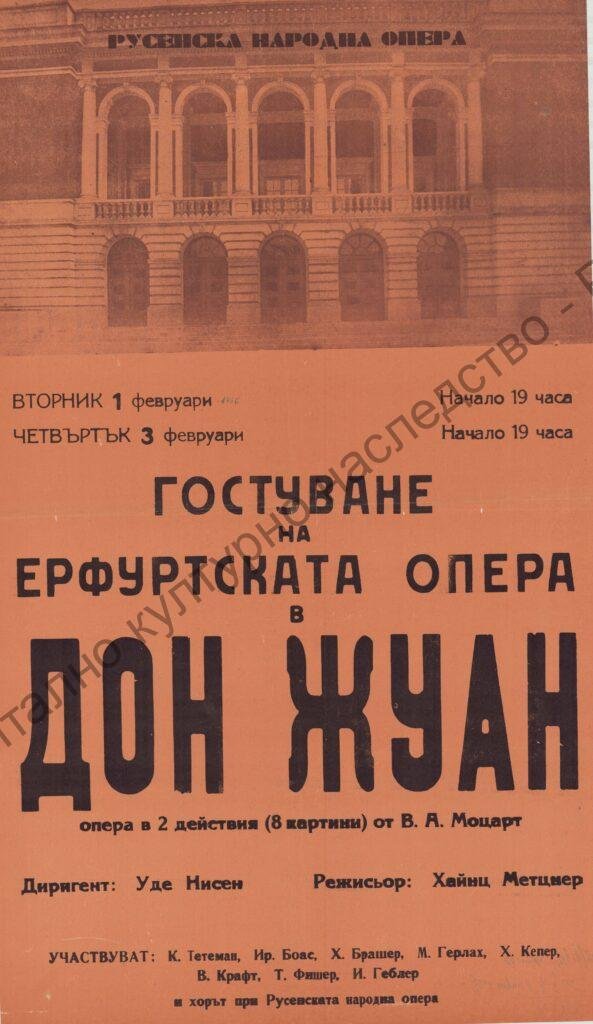 РУСЕНСКА НАРОДНА ОПЕРА
ВТОРНИК 1 февруари Начало 19 часа
ЧЕТВЪРТЪК 3 февруари Начало 19 часа
ГОСТУВАНЕ
НА
ЕРФУРТСКАТА ОПЕРА
В
ДОН ЖУАН
опера в 2 действия (8 картини) от В. А. Моцарт
Диригент: Уде Нисен Режисьор: Хайнц Метцнер
УЧАСТВУВАТ: К. Тетеман, Ир. Боас, Х. Брашер, М. Герлах, Х. Кепер,
В. Крафт, Т. Фишер, И. Геблер
и хорът при Русенската народна опера
културно наследство -